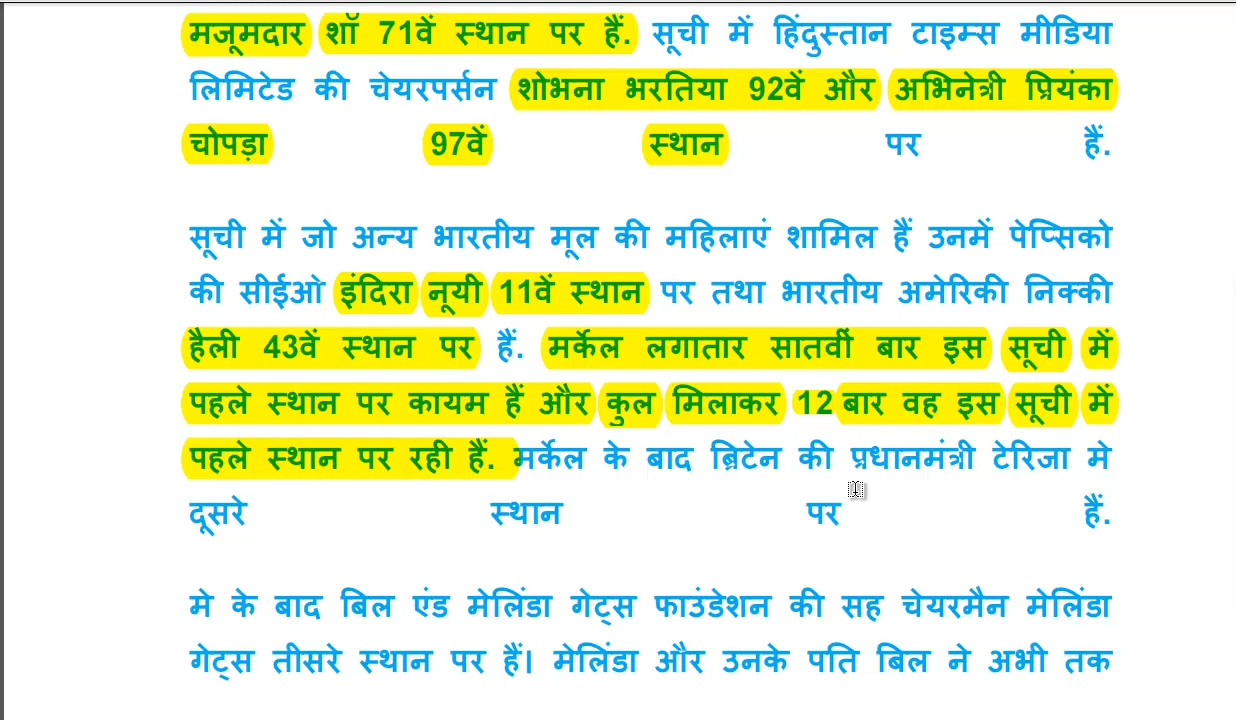 मजूमदार शॉ 71वें स्थान पर हैं. सूची में हिंदुस्तान टाइम्स मीडिया
लिमिटेड की चेयरपर्सन शोभना भरतिया 92वें और अभिनेत्री प्रियंका
चोपड़ा 97वें स्थान पर हैं.
सूची में जो अन्य भारतीय मूल की महिलाएं शामिल हैं उनमें पेप्सिको
की सीईओ इंदिरा नूयी 11वें स्थान पर तथा भारतीय अमेरिकी निक्की
हैली 43वें स्थान पर हैं. मर्केल लगातार सातवीं बार इस सूची में
पहले स्थान पर कायम हैं और कुल मिलाकर 12 बार वह इस सूची में
पहले स्थान पर रही हैं. मर्केल के बाद ब्रिटेन की प्रधानमंत्री टेरिजा मे
दूसरे स्थान पर हैं.
मे के बाद बिल एंड मेलिंडा गेट्स फाउंडेशन की सह चेयरमैन मेलिंडा
गेट्स तीसरे स्थान पर हैं। मेलिंडा और उनके पति बिल ने अभी तक